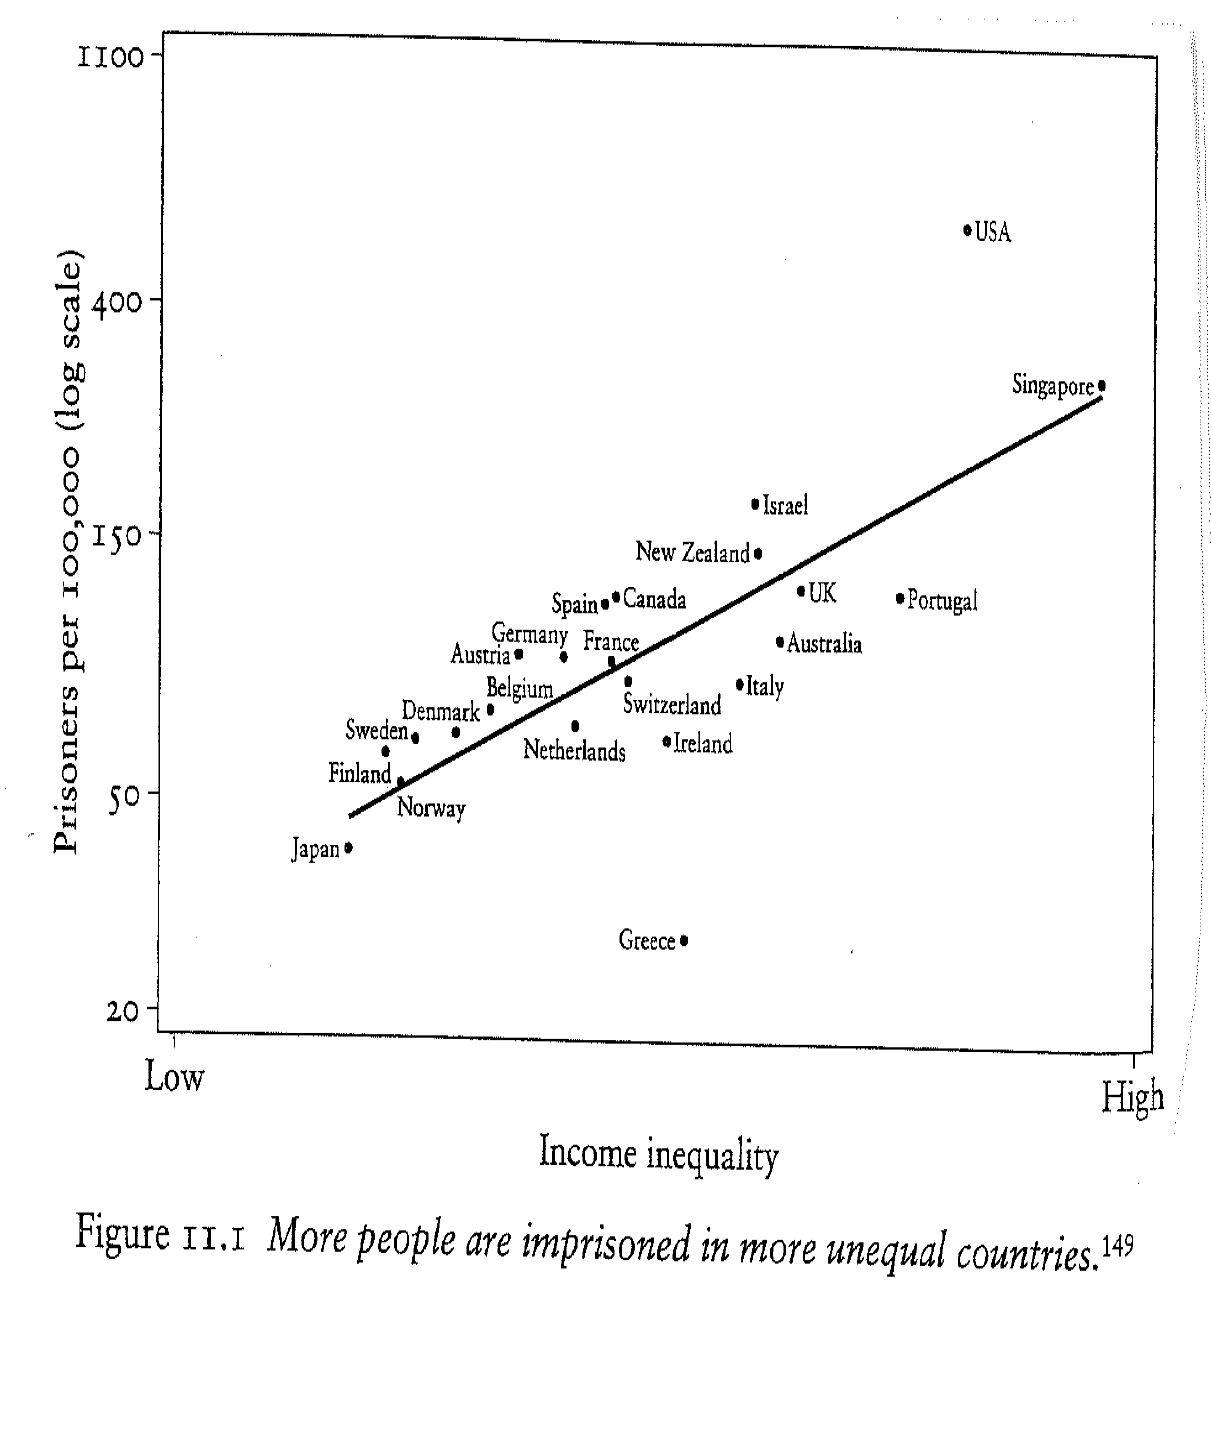 1100
USA
400
Singapore
Israel
150
New Zealand
Spain
Canada
UK
Portugal
Germany
France
Australia
Austria
Belgium
Switzerland
Italy
Denmark
Sweden
Netherlands
Ireland
Finland
50
Norway
Japan
Greece
20
Prisoners per 100,000 (log scale)
Low
High
Income inequality
Figure 11.1 More people are imprisoned in more unequal countries.149